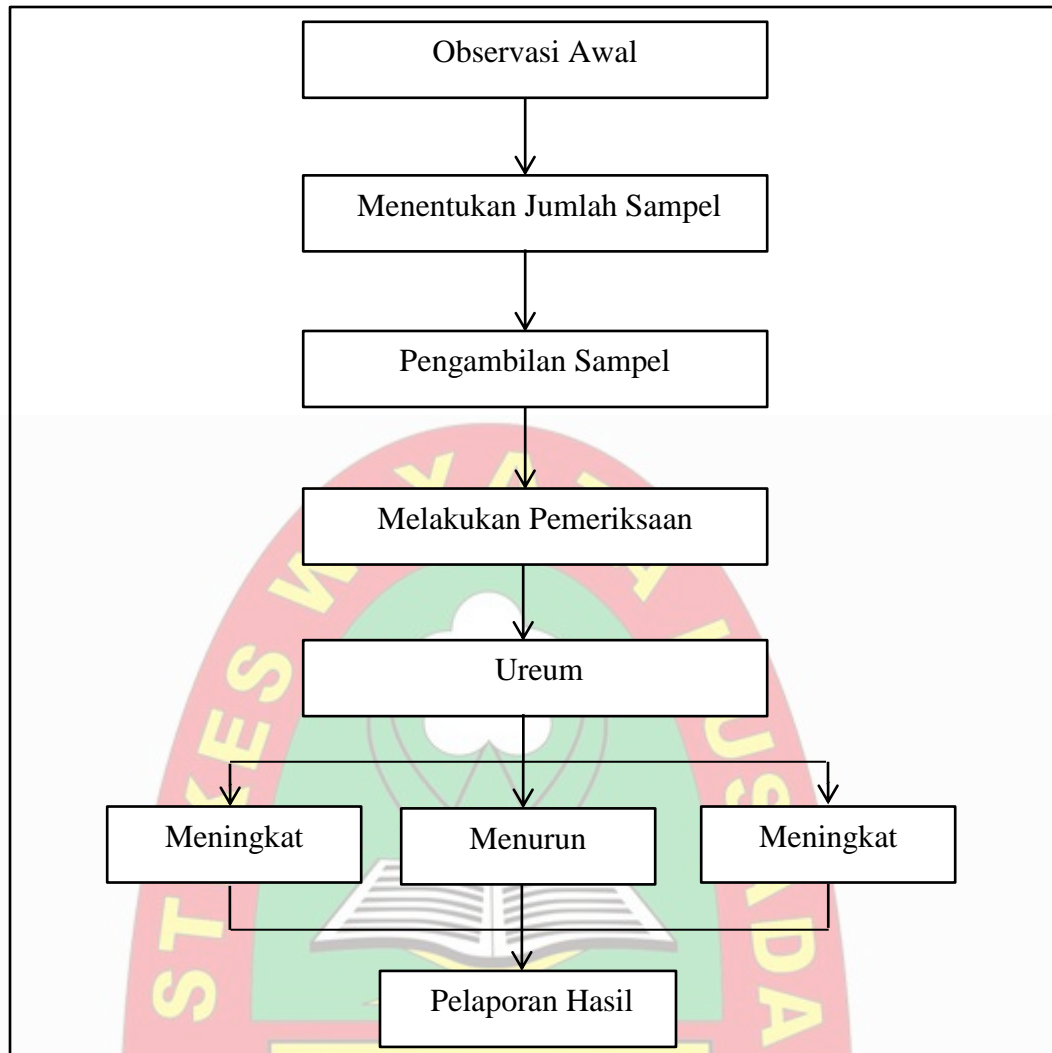 Observasi Awal
Menentukan Jumlah Sampel
Pengambilan Sampel
Melakukan Pemeriksaan
Ureum
Meningkat
Menurun
Meningkat
Pelaporan Hasil